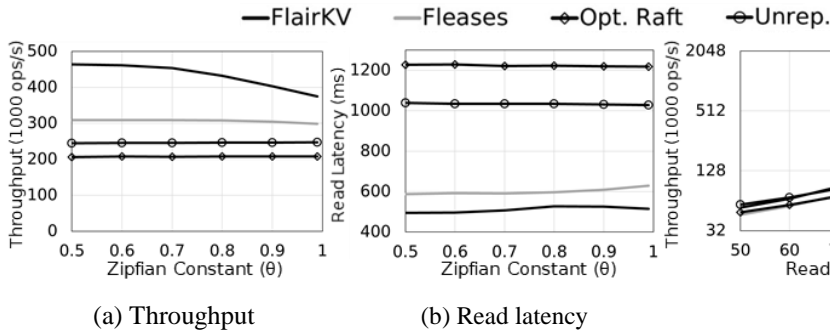 FlairKV Fleases Opt. Raft Unrep.
Throughput (1000 ops/s)
500
400
300
200
100
0
0.5 0.6 0.7 0.8 0.9 1
Zipfian Constant (θ)
(a) Throughput
Read Latency (ms)
1200
1000
800
600
400
0.5 0.6 0.7 0.8 0.9 1
Zipfian Constant (θ)
(b) Read latency
Throughput (1000 ops/s)
2048
512
128
32
50 60
Read